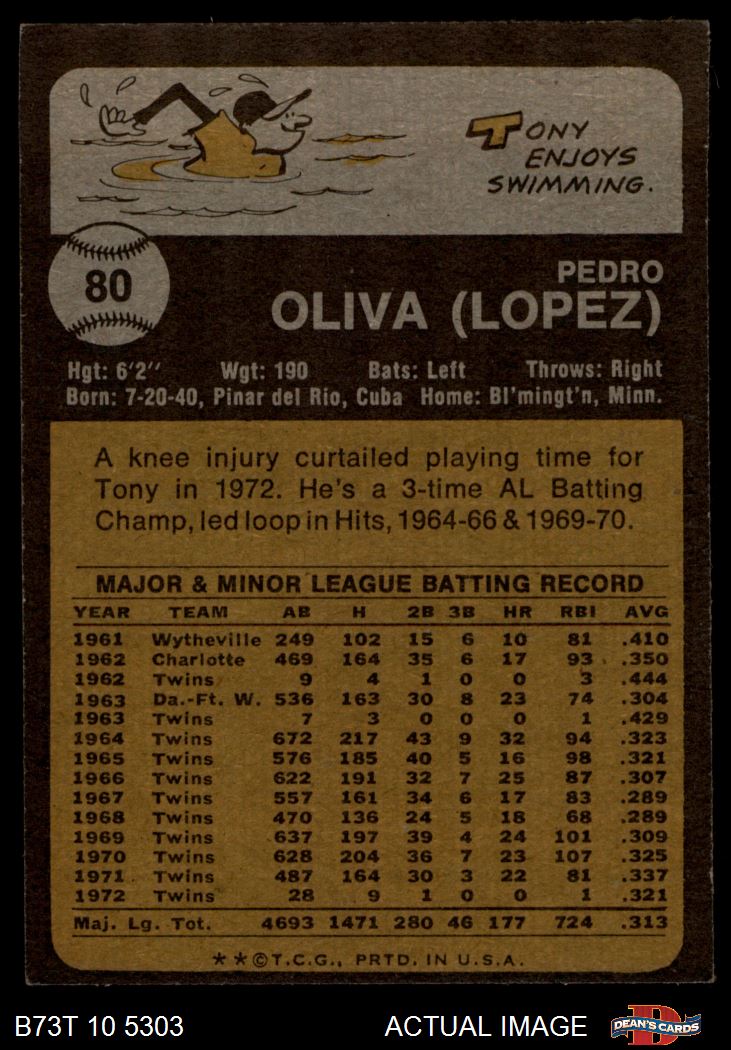 TONY
ENJOYS
SWIMMING.
80
PEDRO
OLIVA (LOPEZ)
Hgt: 6'2" Wgt: 190 Bats: Left Throws: Right
Born: 7-20-40, Pinar del Rio, Cuba Home: Bl'mingt'n, Minn.
A knee injury curtailed playing time for
Tony in 1972. He's a 3-time AL Batting
Champ, led loop in Hits, 1964-66 & 1969-70.
MAJOR & MINOR LEAGUE BATTING RECORD
YEAR TEAM AB H 2B 3B HR RBI AVG
1961 Wytheville 249 102 15 6 10 81 .410
1962 Charlotte 469 164 35 6 17 93 .350
1962 Twins 9 4 1 0 0 3 .444
1963 Da.-Ft. W. 536 163 30 8 23 74 .304
1963 Twins 7 3 0 0 0 1 .429
1964 Twins 672 217 43 9 32 94 .323
1965 Twins 576 185 40 5 16 98 .321
1966 Twins 622 191 32 7 25 87 .307
1967 Twins 557 161 34 6 17 83 .289
1968 Twins 470 136 24 5 18 68 .289
1969 Twins 637 197 39 4 24 101 .309
1970 Twins 628 204 36 7 23 107 .325
1971 Twins 487 164 30 3 22 81 .337
1972 Twins 28 9 1 0 0 1 .321
Maj. Lg. Tot. 4693 1471 280 46 177 724 .313
**©T.C.G., PRTD. IN U.S.A.
B73T 10 5303 ACTUAL IMAGE D DEAN'S CARDS